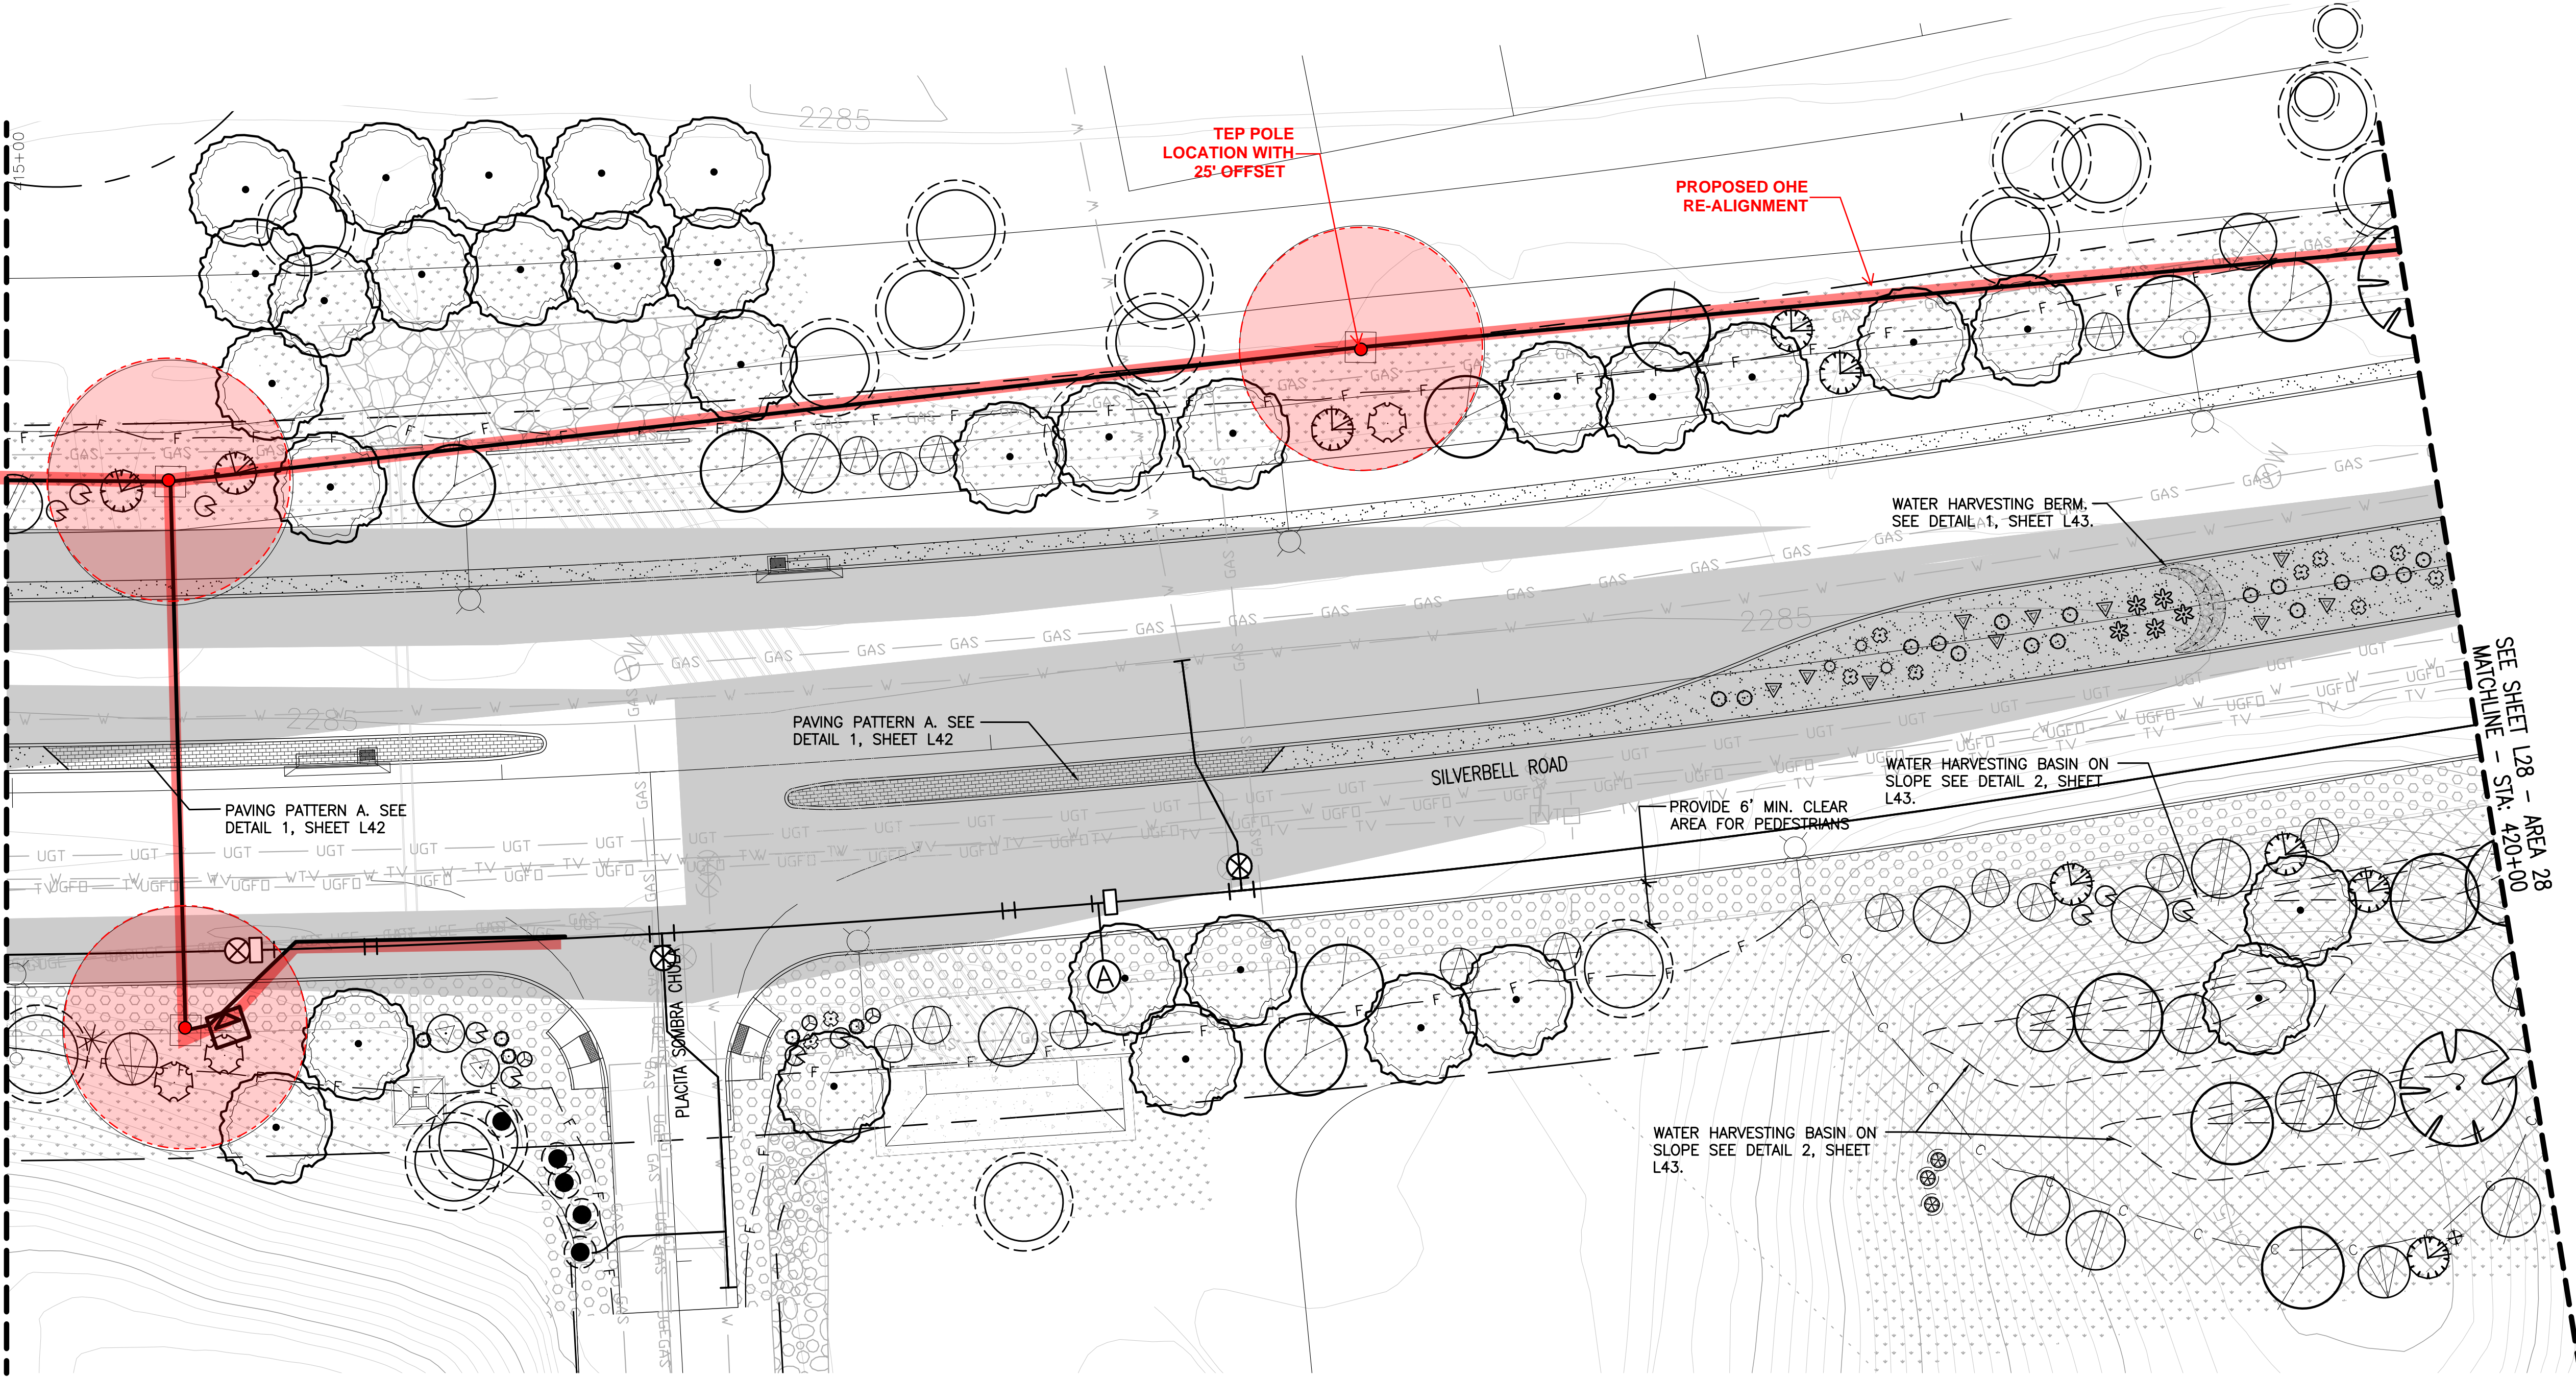 415+00
2285
TEP POLE
LOCATION WITH
25' OFFSET
PROPOSED OHE
RE-ALIGNMENT
WATER HARVESTING BERM.
SEE DETAIL 1, SHEET L43.
2285
2285
PAVING PATTERN A. SEE
DETAIL 1, SHEET L42
SILVERBELL ROAD
PAVING PATTERN A. SEE
DETAIL 1, SHEET L42
WATER HARVESTING BASIN ON
SLOPE SEE DETAIL 2, SHEET
L43.
PROVIDE 6' MIN. CLEAR
AREA FOR PEDESTRIANS
SEE SHEET L28 - AREA 28
MATCHLINE - STA: 420+00
A
PLACITA SOMBRA CHULA
WATER HARVESTING BASIN ON
SLOPE SEE DETAIL 2, SHEET
L43.
GAS
W
UGT
UGFO
TV
F
C